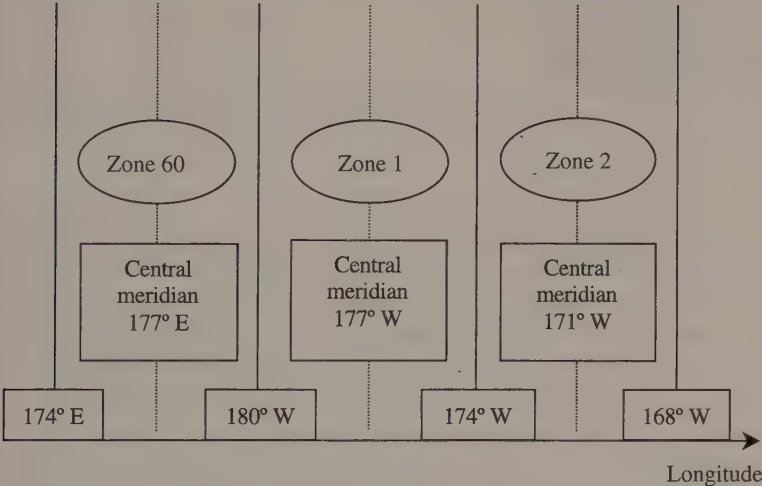 Zone 60
Zone 1
Zone 2
Central
meridian
177° E
Central
meridian
177° W
Central
meridian
171° W
174° E
180° W
174° W
168° W
Longitude